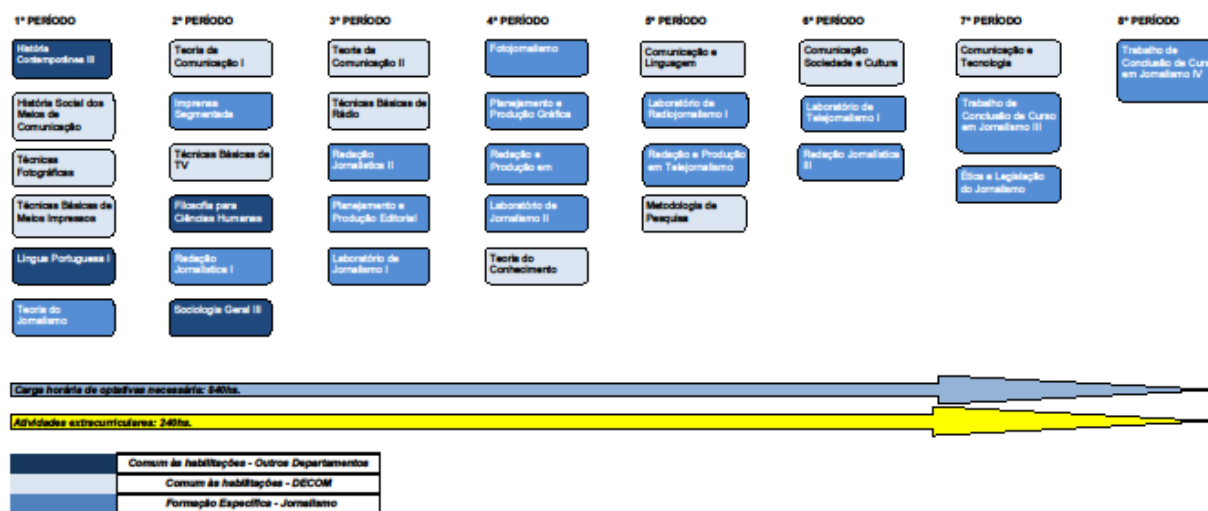 1º PERÍODO
2º PERÍODO
3º PERÍODO
4º PERÍODO
5º PERÍODO
6º PERÍODO
7º PERÍODO
8º PERÍODO
História
Contemporânea III
História Social dos
Meios de
Comunicação
Técnicas
Fotográficas
Técnicas Básicas de
Meios Impressos
Língua Portuguesa I
Teoria do
Jornalismo
Teoria da
Comunicação I
Imprensa
Segmentada
Técnicas Básicas de
TV
Filosofia para
Ciências Humanas
Redação
Jornalística I
Sociologia Geral III
Teoria da
Comunicação II
Técnicas Básicas de
Rádio
Redação
Jornalística II
Planejamento e
Produção Editorial
Laboratório de
Jornalismo I
Fotojornalismo
Planejamento e
Produção Gráfica
Redação e
Produção em
Laboratório de
Jornalismo II
Teoria do
Conhecimento
Comunicação e
Linguagem
Laboratório de
Radiojornalismo I
Redação e Produção
em Telejornalismo
Metodologia de
Pesquisa
Comunicação
Sociedade e Cultura
Laboratório de
Telejornalismo I
Redação Jornalística
III
Comunicação e
Tecnologia
Trabalho de
Conclusão de Curso
em Jornalismo III
Ética e Legislação
do Jornalismo
Trabalho de
Conclusão de Curs
em Jornalismo IV
Carga horária de optativas necessária: 840hs.
Atividades extracurriculares: 240hs.
Comum às habilitações - Outros Departamentos
Comum às habilitações - DECOM
Formação Específica - Jornalismo